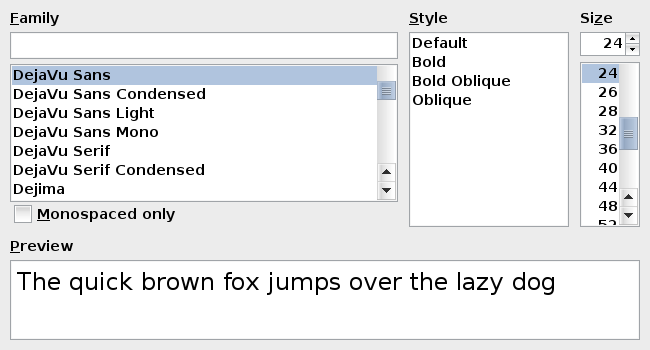 Family
DejaVu Sans
DejaVu Sans Condensed
DejaVu Sans Light
DejaVu Sans Mono
DejaVu Serif
DejaVu Serif Condensed
Dejima
Monospaced only
Style
Default
Bold
Bold Oblique
Oblique
Size
24
24
26
28
32
36
40
44
48
52
Preview
The quick brown fox jumps over the lazy dog